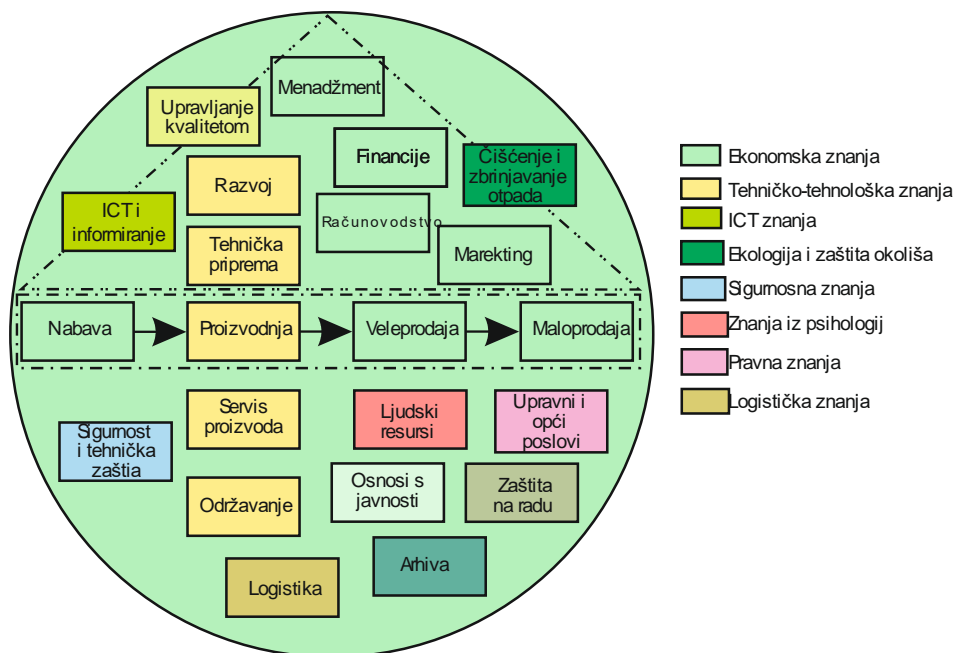 Menadžment
Upravljanje
kvalitetom
Financije
Čišćenje i
zbrinjavanje
otpada
Razvoj
ICT i
informiranje
Računovodstvo
Tehnička
priprema
Marekting
Nabava
Proizvodnja
Veleprodaja
Maloprodaja
Servis
proizvoda
Ljudski
resursi
Upravni i
opći
poslovi
Sigurnost
i tehnička
zaštia
Osnosi s
javnosti
Zaštita
na radu
Održavanje
Logistika
Arhiva
Ekonomska znanja
Tehničko-tehnološka znanja
ICT znanja
Ekologija i zaštita okoliša
Sigurnosna znanja
Znanja iz psihologij
Pravna znanja
Logistička znanja